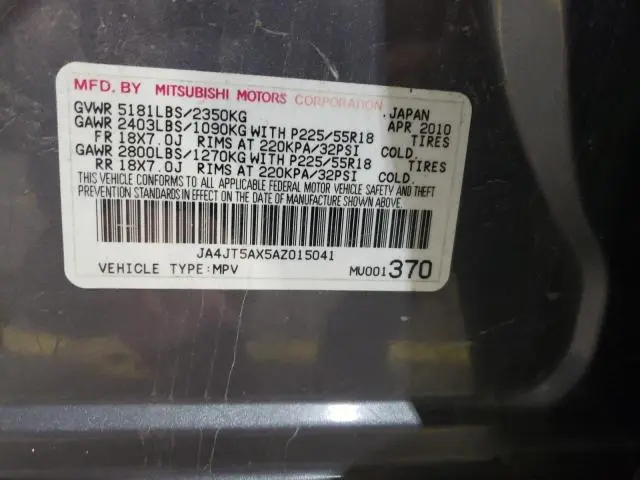 MFD. BY MITSUBISHI MOTORS CORPORATION JAPAN
GVWR 5181LBS/2350KG APR 2010
GAWR 2403LBS/1090KG WITH P225/55R18 TIRES
FR 18X7.0J RIMS AT 220KPA/32PSI COLD.
GAWR 2800LBS/1270KG WITH P225/55R18 TIRES
RR 18X7.0J RIMS AT 220KPA/32PSI COLD.
THIS VEHICLE CONFORMS TO ALL APPLICABLE FEDERAL MOTOR VEHICLE SAFETY AND THEFT
PREVENTION STANDARDS IN EFFECT ON THE DATE OF MANUFACTURE SHOWN ABOVE.
JA4JT5AX5AZ015041
VEHICLE TYPE:MPV MU001370